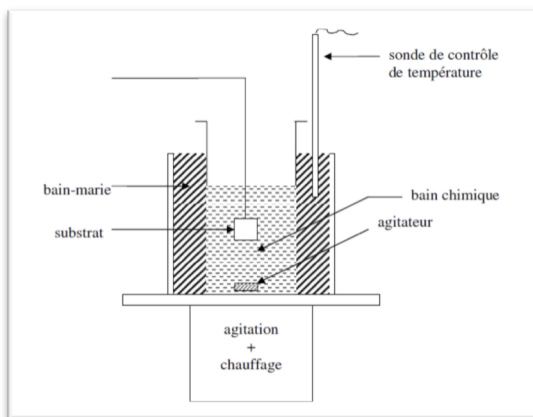 sonde de contrôle
de température
bain-marie
bain chimique
substrat
agitateur
agitation
+
chauffage